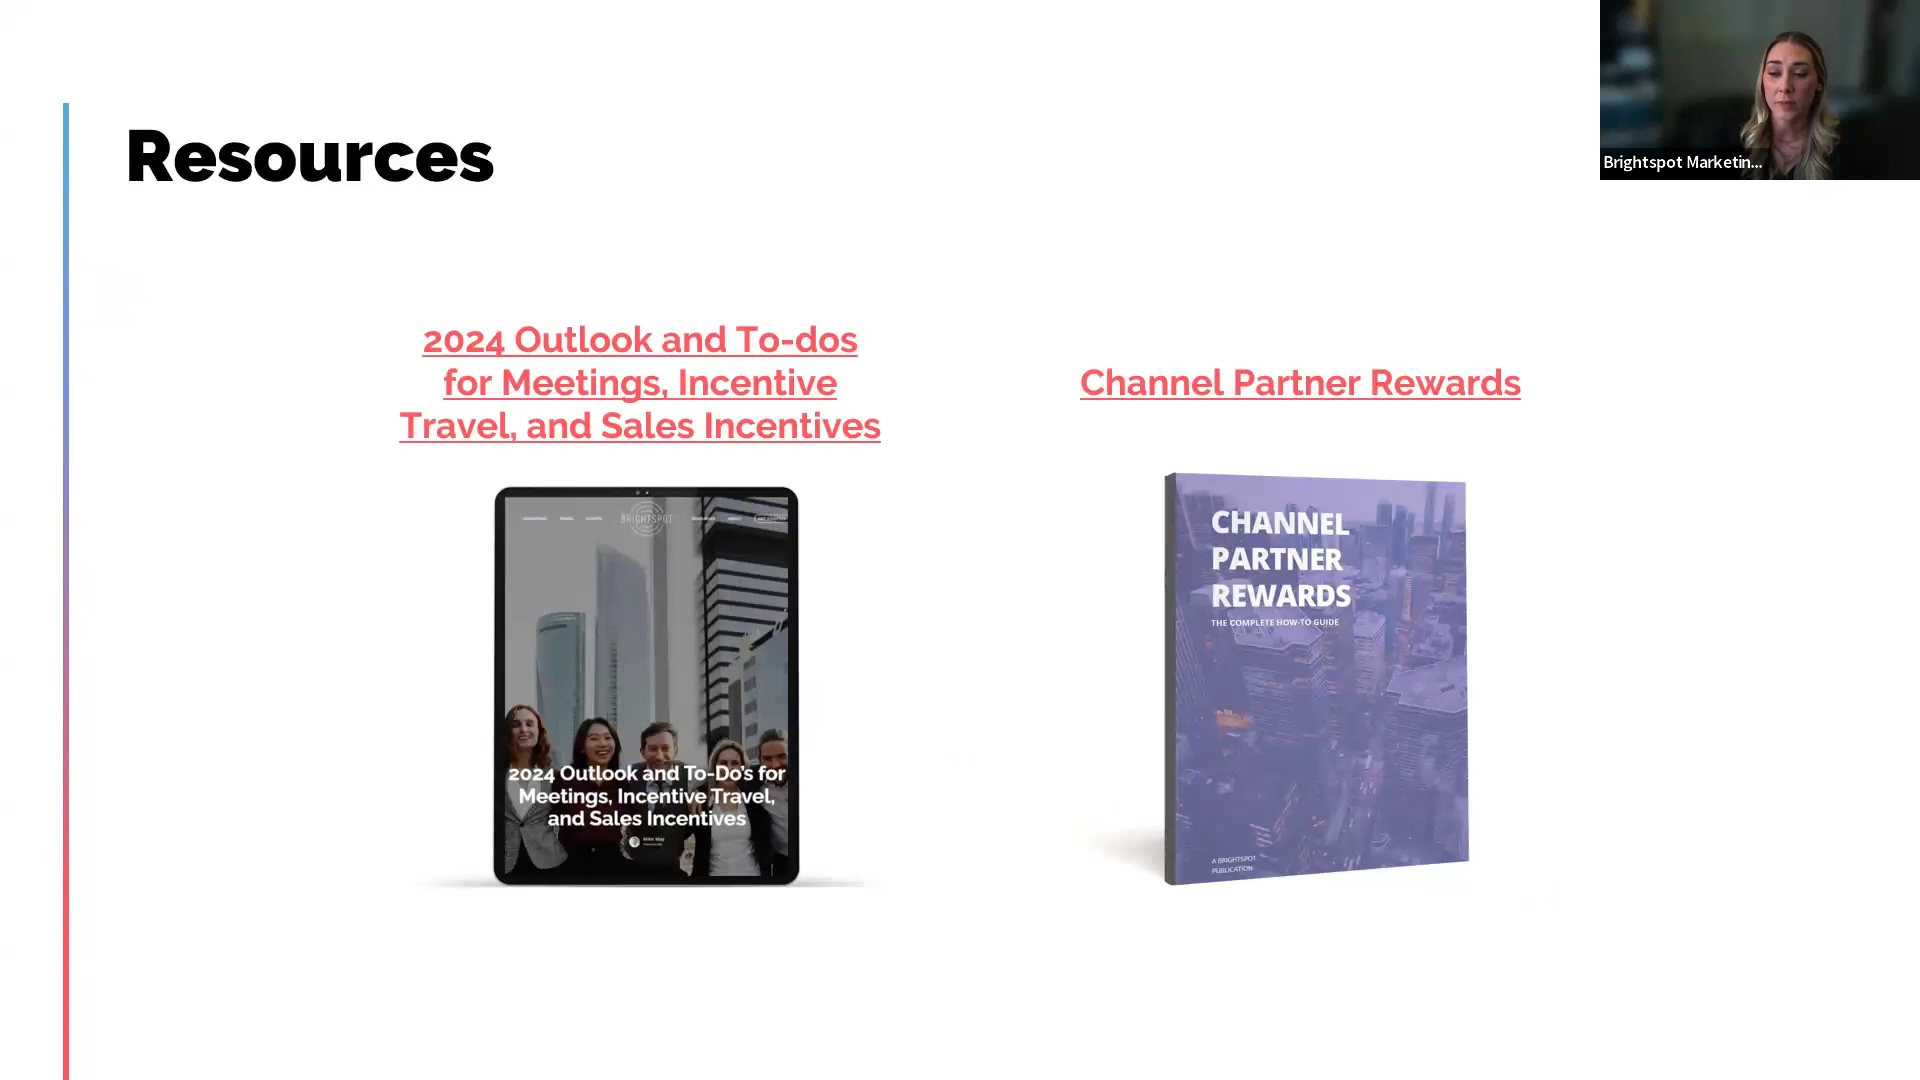 Brightspot Marketin...
Resources
2024 Outlook and To-dos
for Meetings, Incentive
Travel, and Sales Incentives
Channel Partner Rewards
BRIGHTSPOT
2024 Outlook and To-Do's for
Meetings, Incentive Travel,
and Sales Incentives
Mike May
CHANNEL
PARTNER
REWARDS
THE COMPLETE HOW-TO GUIDE
A BRIGHTSPOT
PUBLICATION